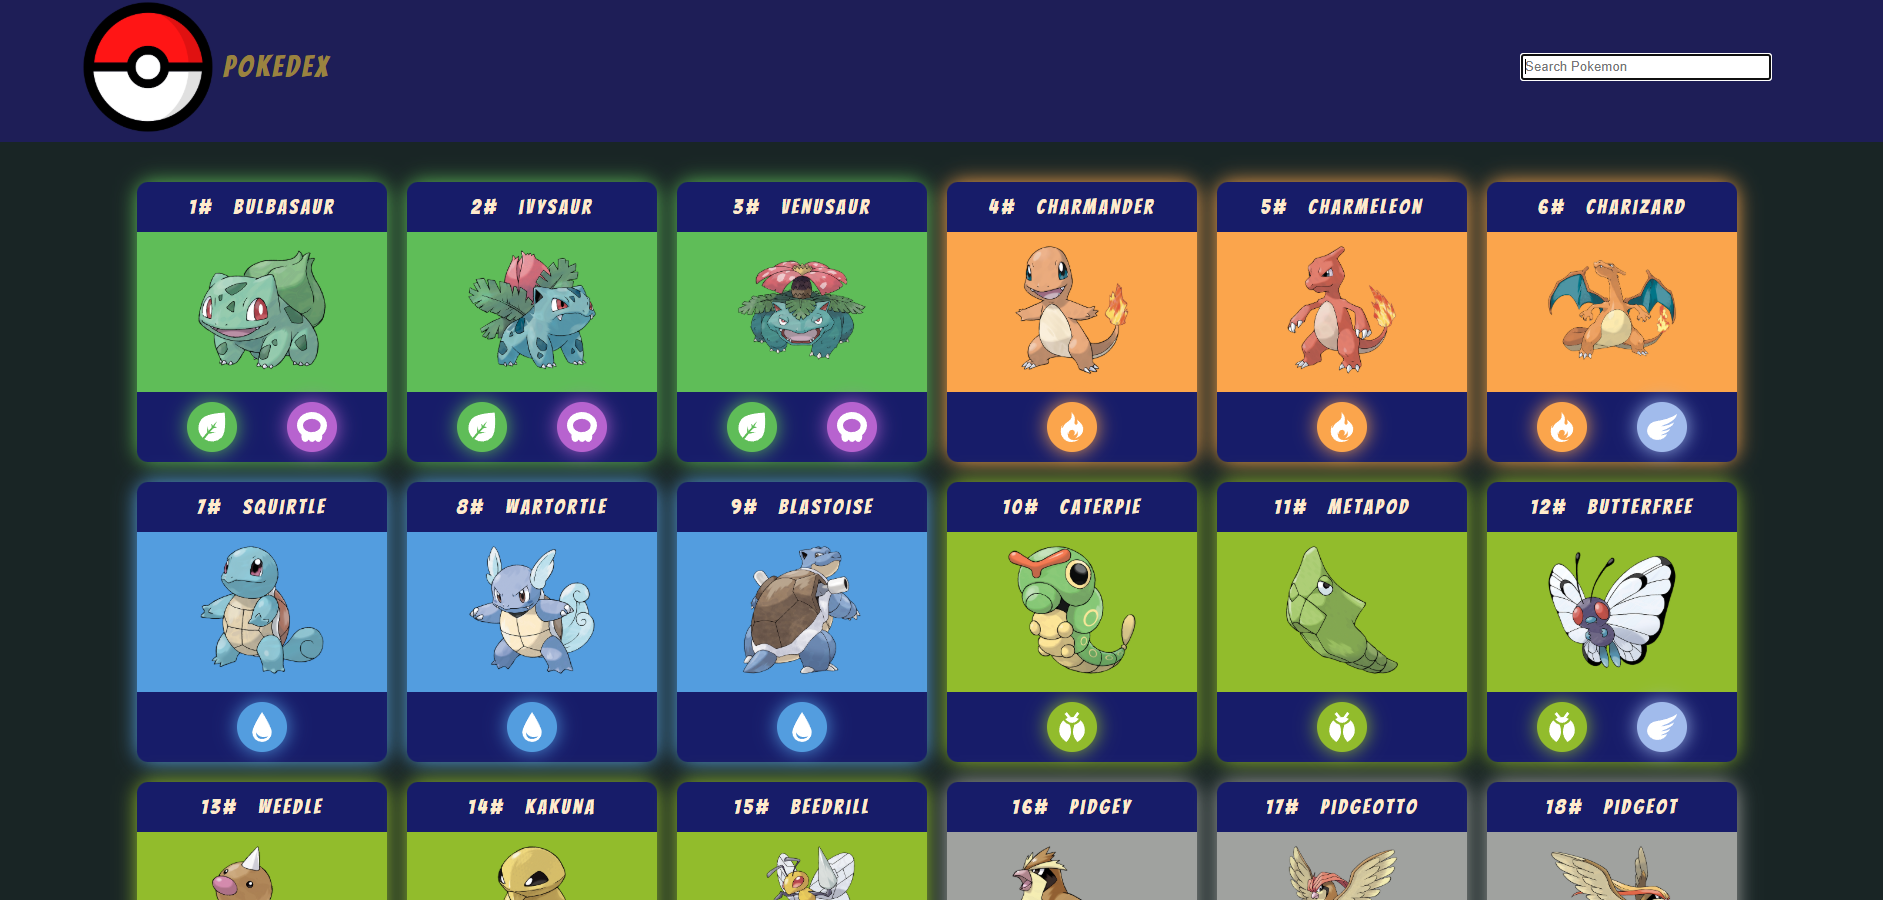 POKEDEX
Search Pokemon
1# BULBASAUR
2# IVYSAUR
3# VENUSAUR
4# CHARMANDER
5# CHARMELEON
6# CHARIZARD
7# SQUIRTLE
8# WARTORTLE
9# BLASTOISE
10# CATERPIE
11# METAPOD
12# BUTTERFREE
13# WEEDLE
14# KAKUNA
15# BEEDRILL
16# PIDGEY
17# PIDGEOTTO
18# PIDGEOT